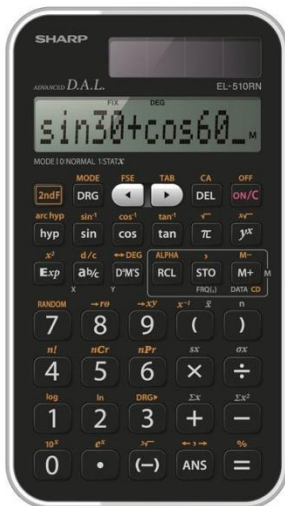 SHARP
ADVANCED D.A.L. EL-510RN
FIX DEG
sin30+cos60_ M
MODE 0:NORMAL 1:STAT x
MODE FSE TAB CA OFF
2ndF DRG ◄ ► DEL ON/C
arc hyp sin⁻¹ cos⁻¹ tan⁻¹
hyp sin cos tan π yˣ
x² d/c ↔DEG ALPHA , M−
Exp ab/c D°M'S RCL STO M+ M
X Y FRQ(,) DATA CD
RANDOM →rθ →xy x⁻¹ x̄ n
7 8 9 ( )
n! nCr nPr sx σx
4 5 6 × ÷
log ln DRG► Σx Σx²
1 2 3 + −
10ˣ eˣ ³√ ←,→ %
0 • (−) ANS =